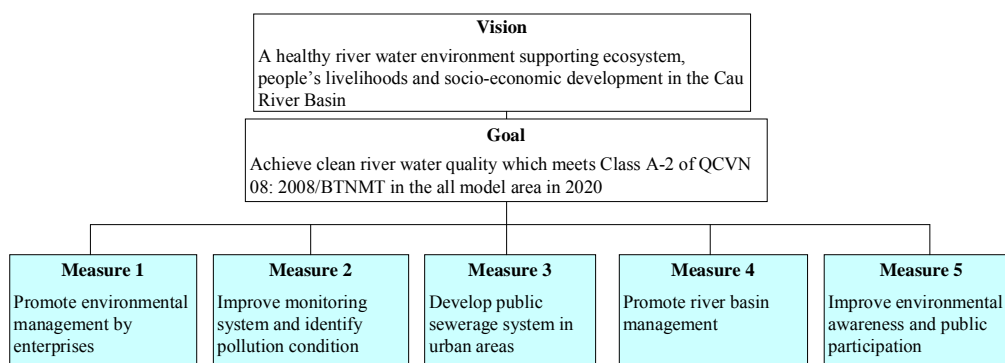 Vision
A healthy river water environment supporting ecosystem,
people's livelihoods and socio-economic development in the Cau
River Basin
Goal
Achieve clean river water quality which meets Class A-2 of QCVN
08: 2008/BTNMT in the all model area in 2020
Measure 1
Promote environmental
management by
enterprises
Measure 2
Improve monitoring
system and identify
pollution condition
Measure 3
Develop public
sewerage system in
urban areas
Measure 4
Promote river basin
management
Measure 5
Improve environmental
awareness and public
participation